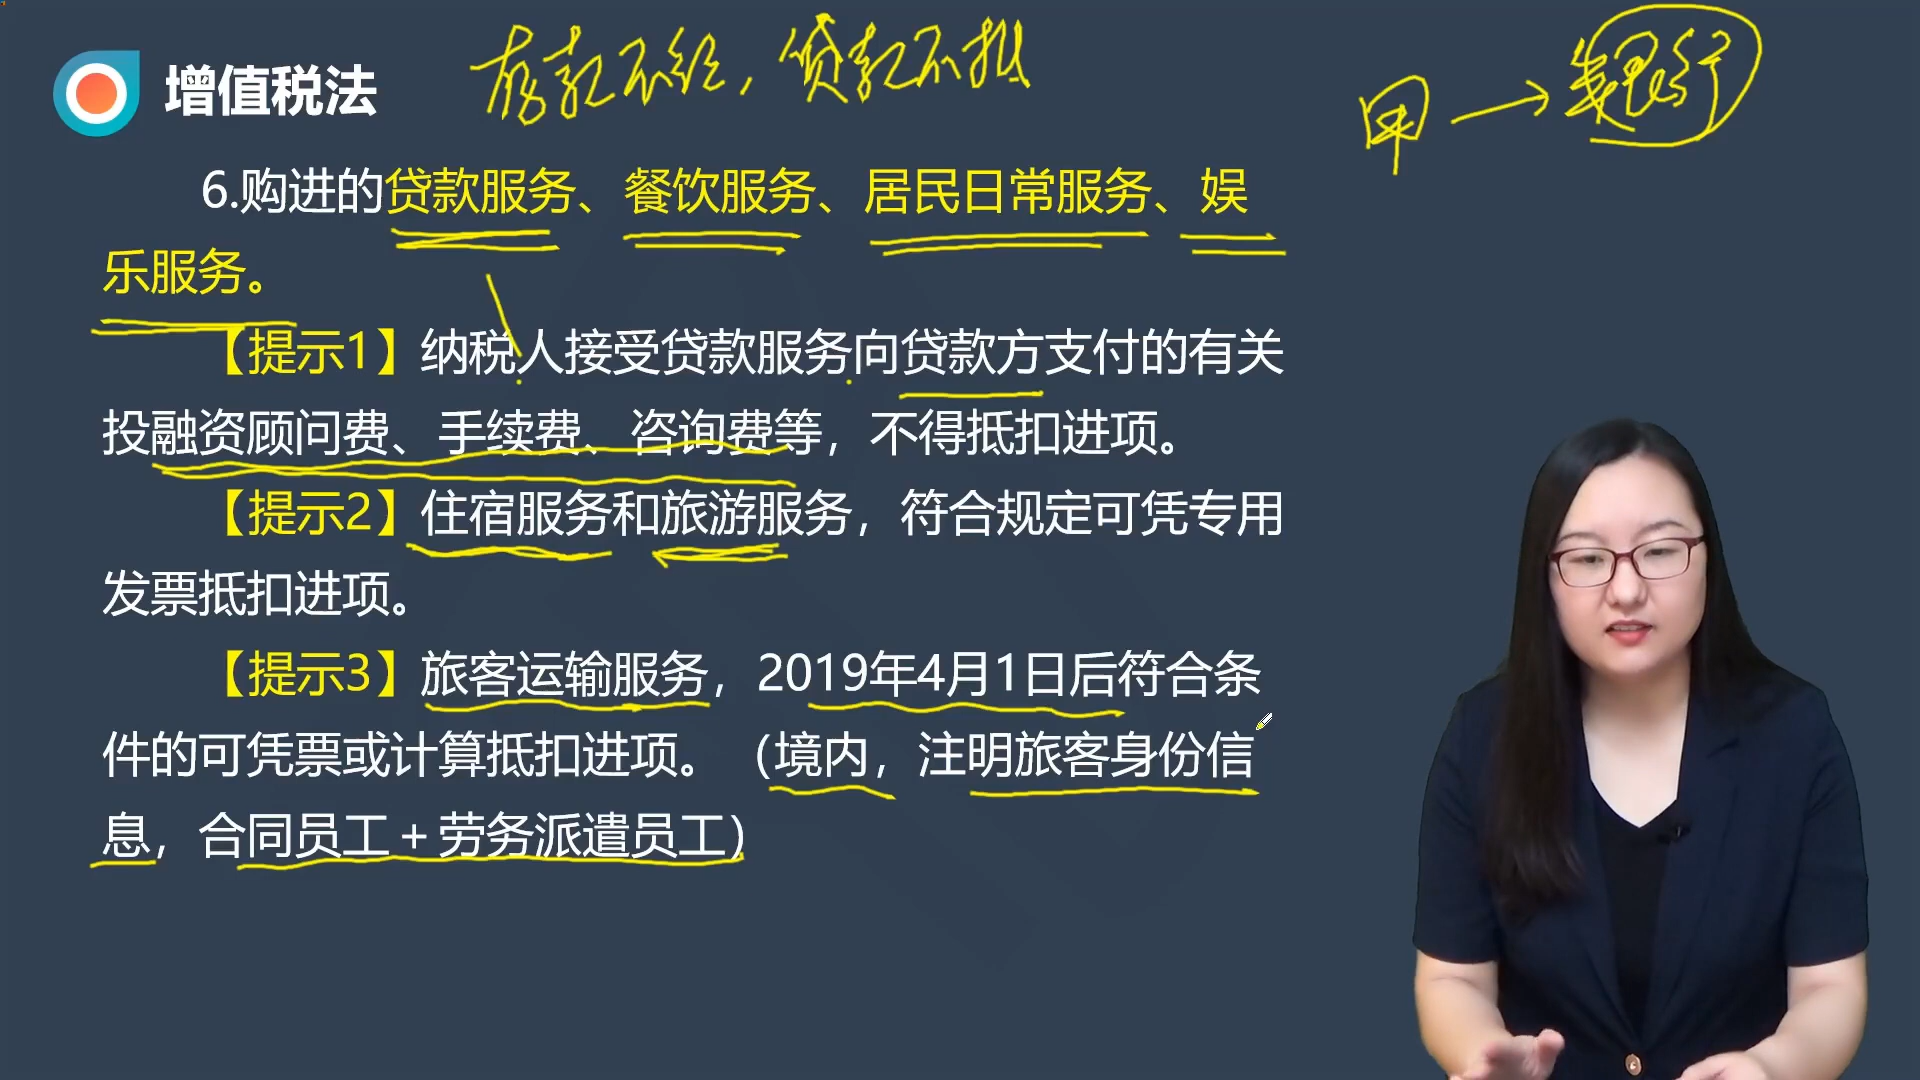 增值税法
存款不缴，贷款不抵
甲→某银行
6.购进的贷款服务、餐饮服务、居民日常服务、娱
乐服务。
【提示1】纳税人接受贷款服务向贷款方支付的有关
投融资顾问费、手续费、咨询费等，不得抵扣进项。
【提示2】住宿服务和旅游服务，符合规定可凭专用
发票抵扣进项。
【提示3】旅客运输服务，2019年4月1日后符合条
件的可凭票或计算抵扣进项。（境内，注明旅客身份信
息，合同员工+劳务派遣员工）